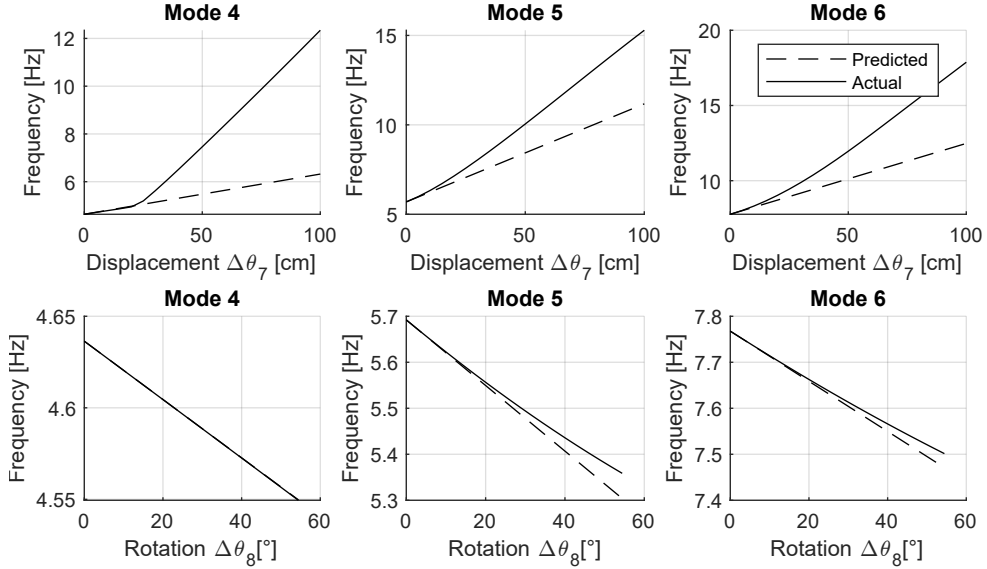 Mode 4
Mode 5
Mode 6
Frequency [Hz]
12
10
8
6
0
50
100
Displacement Δθ7 [cm]
Frequency [Hz]
15
10
5
0
50
100
Displacement Δθ7 [cm]
Frequency [Hz]
20
15
10
0
50
100
Displacement Δθ7 [cm]
Predicted
Actual
Mode 4
Mode 5
Mode 6
Frequency [Hz]
4.65
4.6
4.55
0
20
40
60
Rotation Δθ8[°]
Frequency [Hz]
5.7
5.6
5.5
5.4
5.3
0
20
40
60
Rotation Δθ8[°]
Frequency [Hz]
7.8
7.7
7.6
7.5
7.4
0
20
40
60
Rotation Δθ8[°]